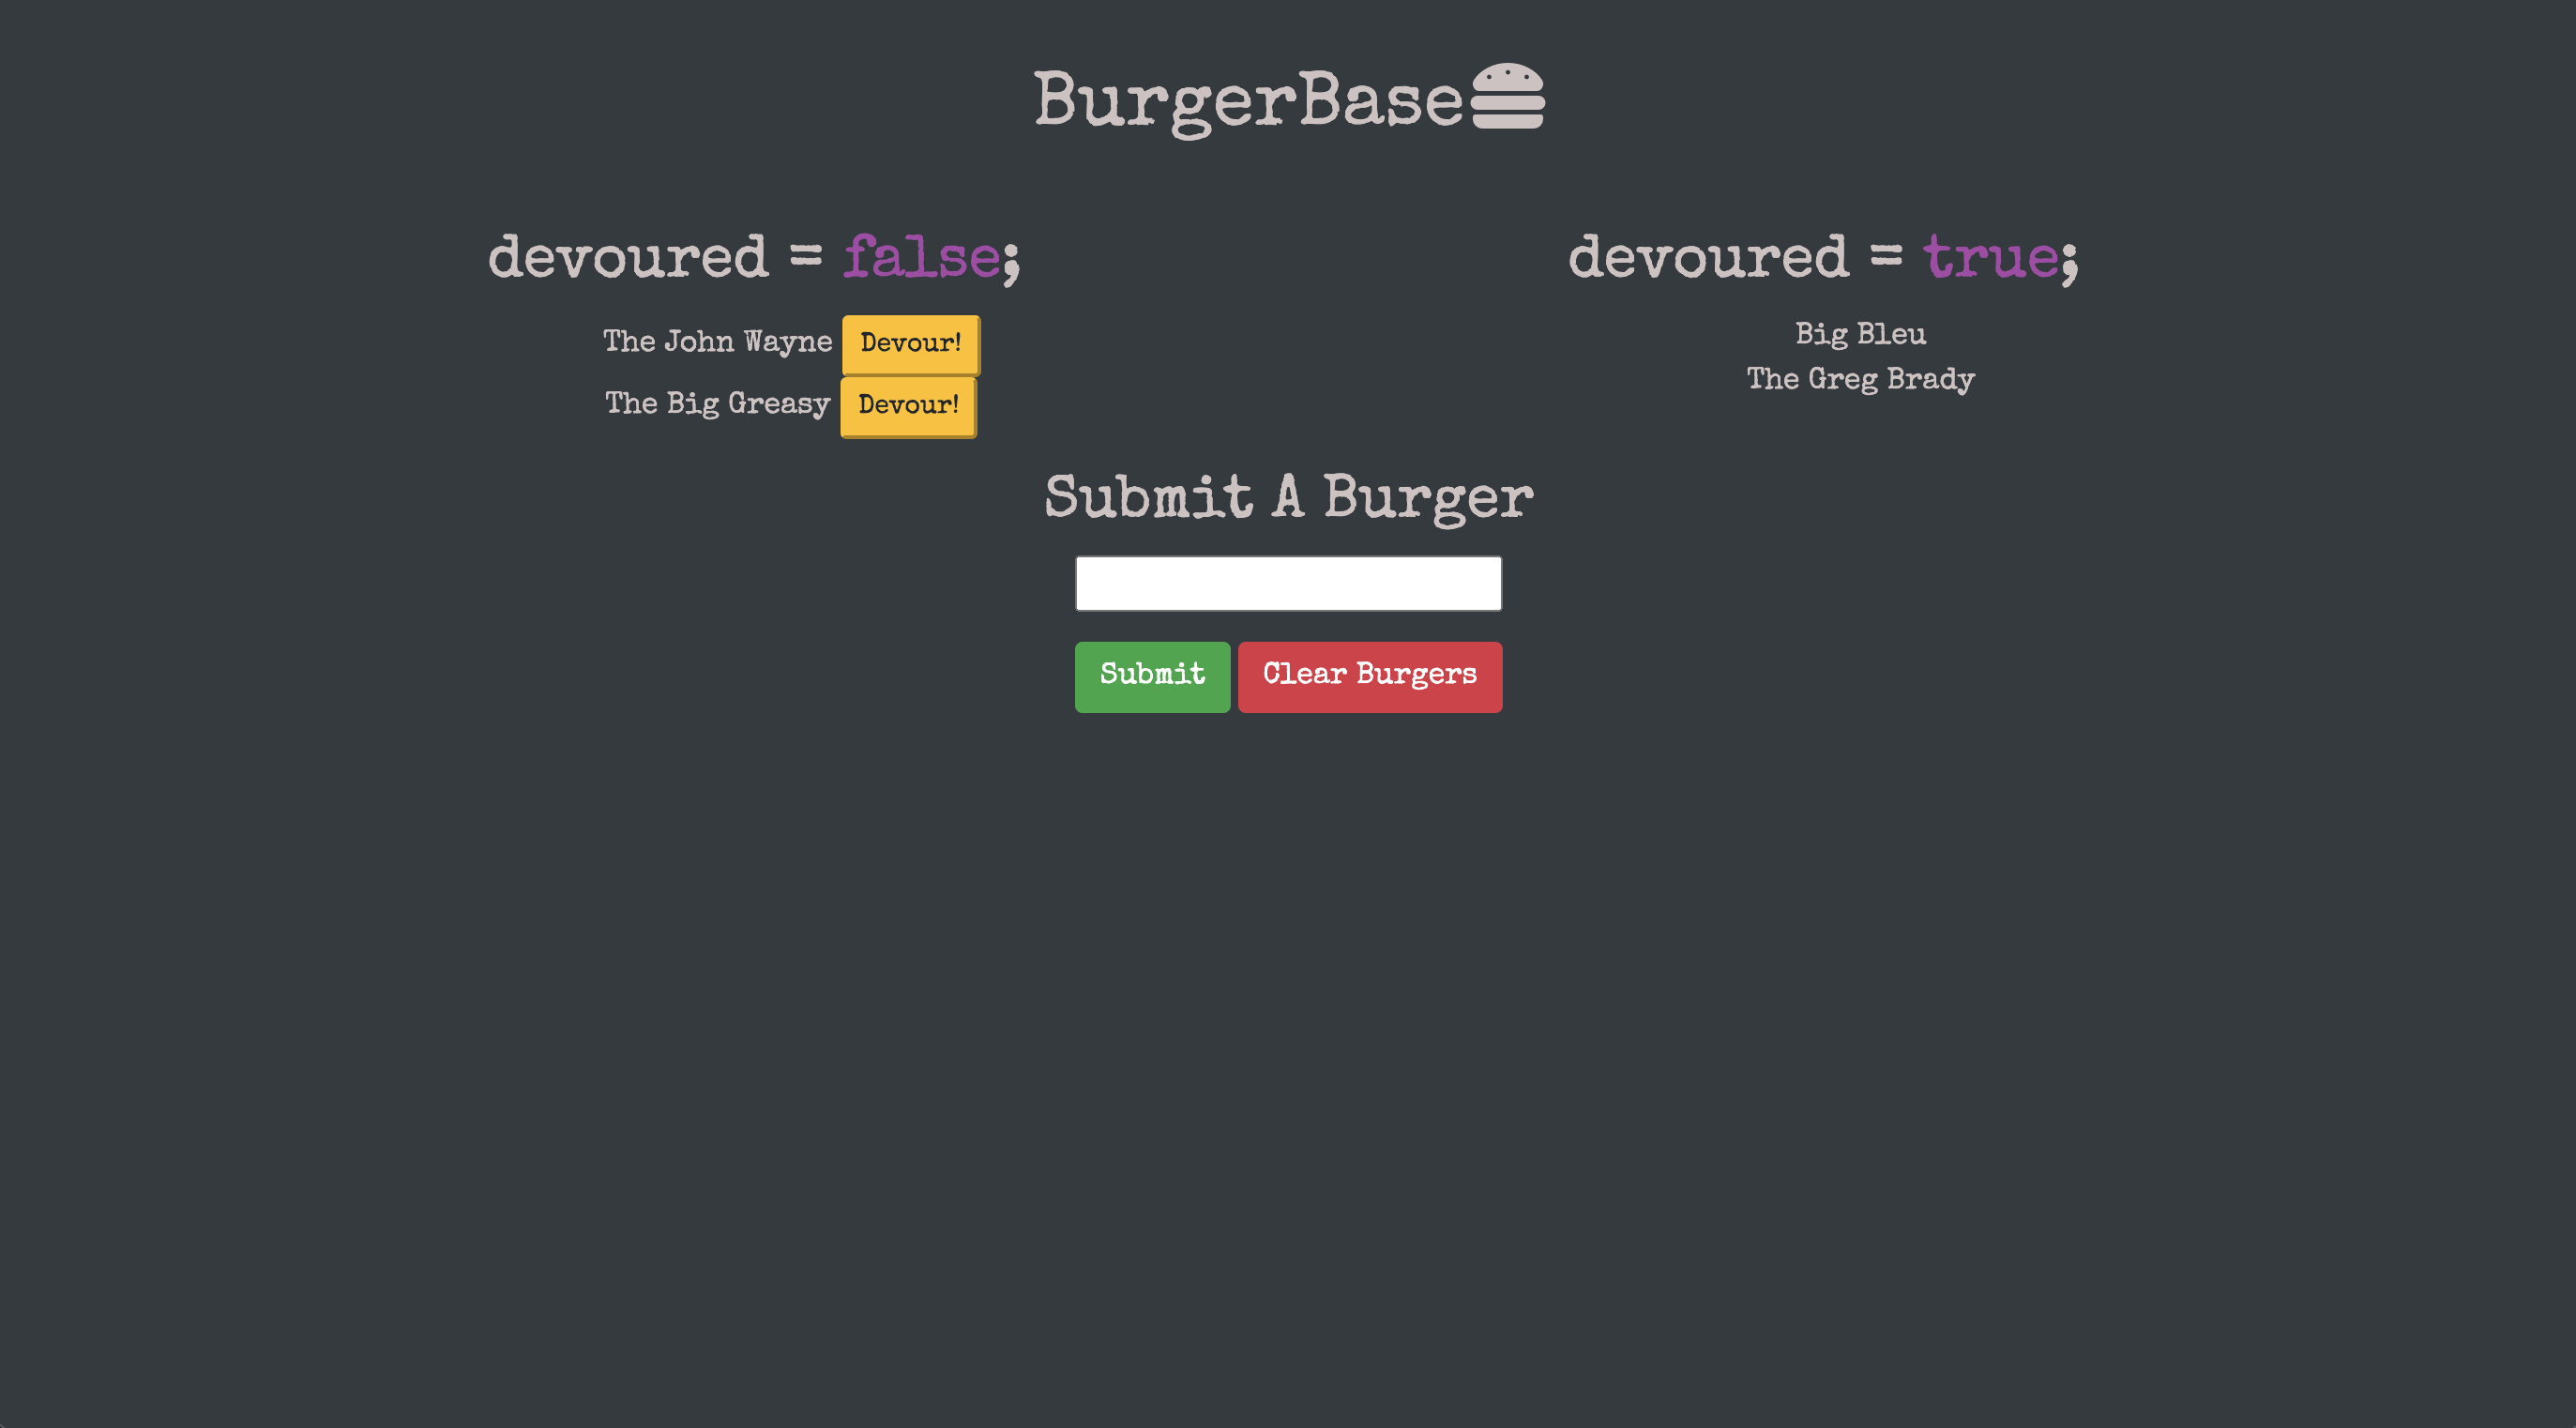 BurgerBase
devoured = false;
The John Wayne Devour!
The Big Greasy Devour!
devoured = true;
Big Bleu
The Greg Brady
Submit A Burger
Submit Clear Burgers